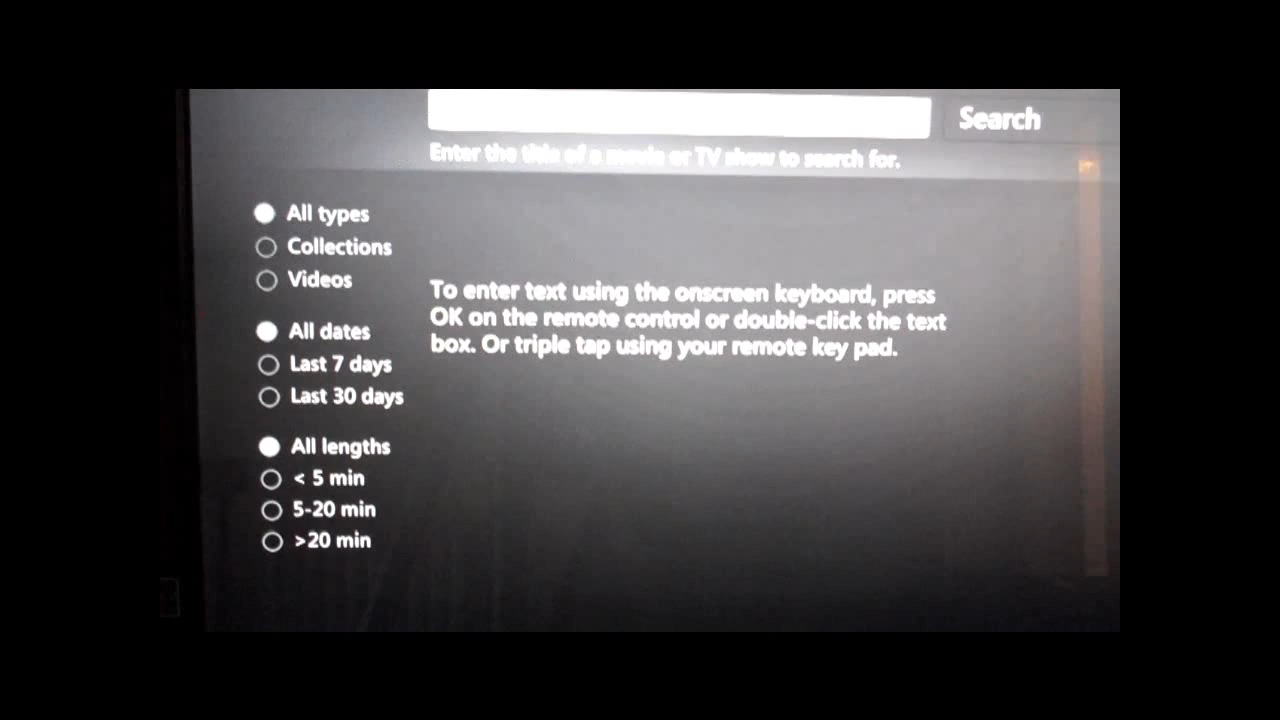 Search
Enter the title of a movie or TV show to search for.
All types
Collections
Videos
All dates
Last 7 days
Last 30 days
All lengths
< 5 min
5-20 min
>20 min
To enter text using the onscreen keyboard, press
OK on the remote control or double-click the text
box. Or triple tap using your remote key pad.